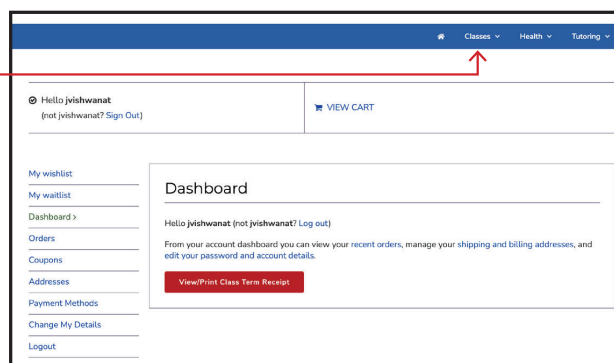 Classes Health Tutoring
Hello jvishwanat
(not jvishwanat? Sign Out)
VIEW CART
My wishlist
My waitlist
Dashboard >
Orders
Coupons
Addresses
Payment Methods
Change My Details
Logout
Dashboard
Hello jvishwanat (not jvishwanat? Log out)
From your account dashboard you can view your recent orders, manage your shipping and billing addresses, and
edit your password and account details.
View/Print Class Term Receipt